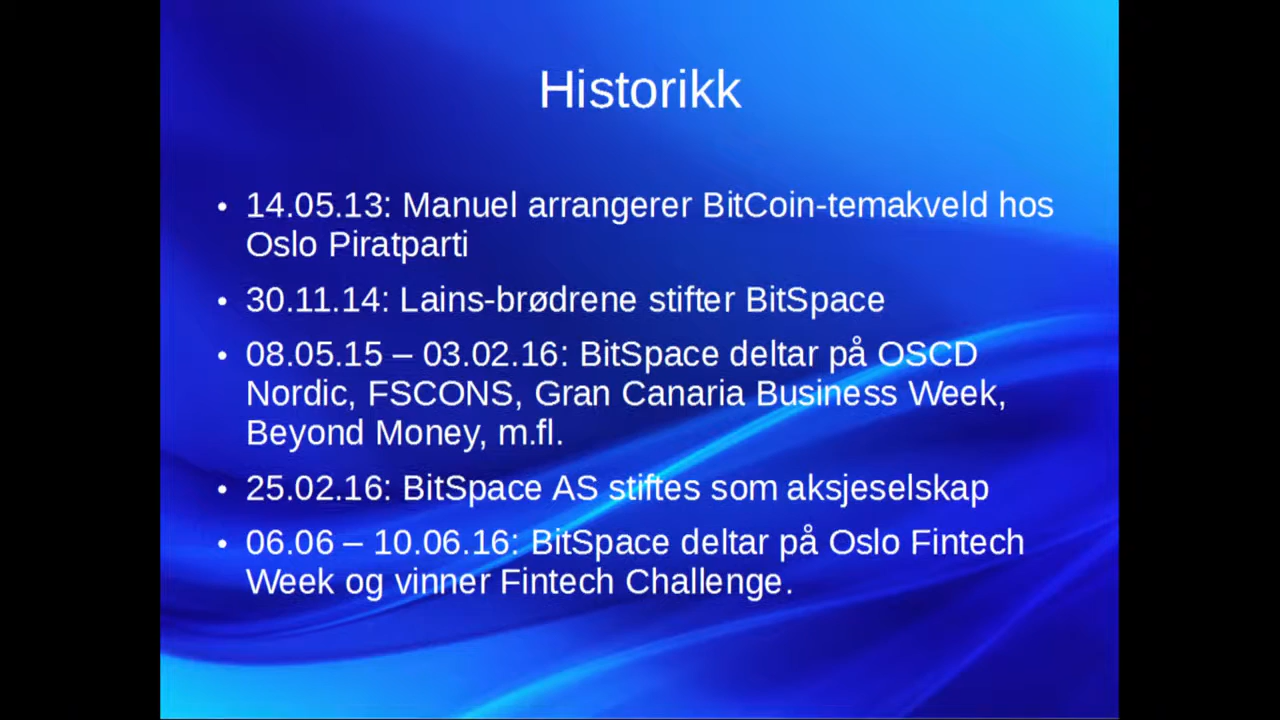 Historikk
• 14.05.13: Manuel arrangerer BitCoin-temakveld hos
Oslo Piratparti
• 30.11.14: Lains-brødrene stifter BitSpace
• 08.05.15 – 03.02.16: BitSpace deltar på OSCD
Nordic, FSCONS, Gran Canaria Business Week,
Beyond Money, m.fl.
• 25.02.16: BitSpace AS stiftes som aksjeselskap
• 06.06 – 10.06.16: BitSpace deltar på Oslo Fintech
Week og vinner Fintech Challenge.